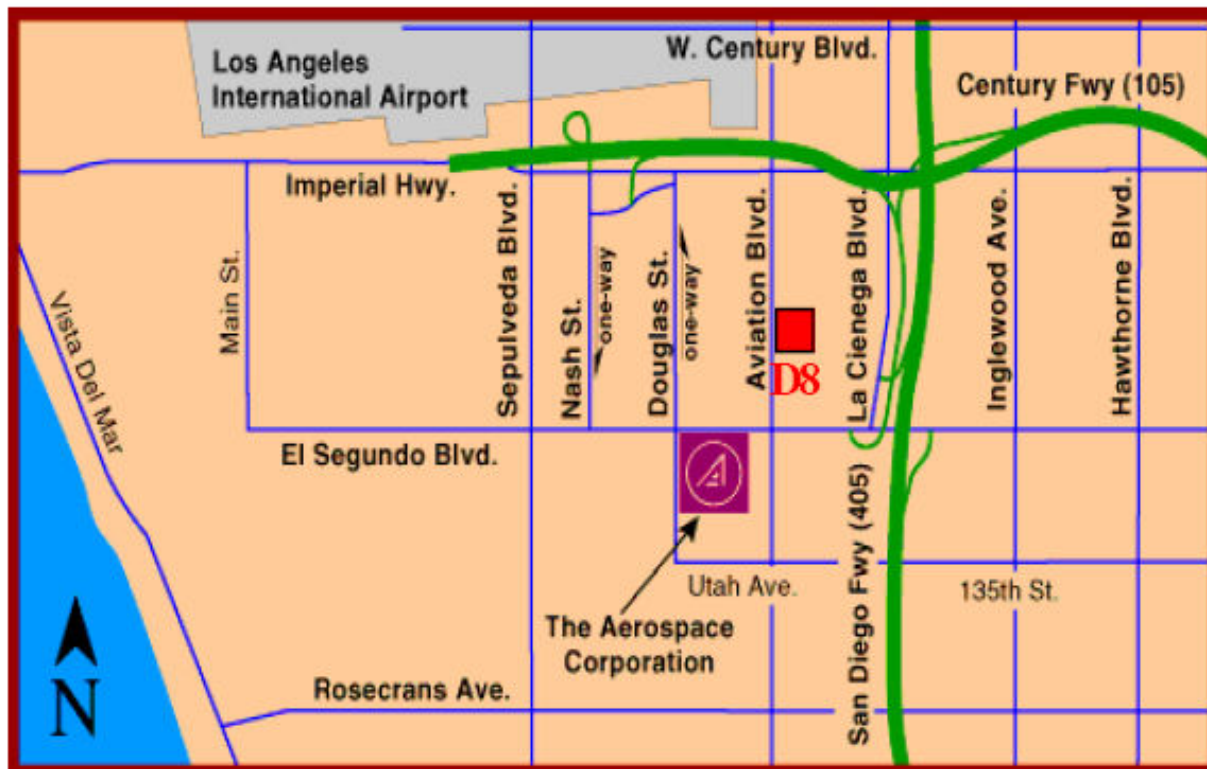 Los Angeles
International Airport
W. Century Blvd.
Century Fwy (105)
Imperial Hwy.
Main St.
Vista Del Mar
Sepulveda Blvd.
Nash St.
one-way
Douglas St.
one-way
Aviation Blvd.
D8
La Cienega Blvd.
Inglewood Ave.
Hawthorne Blvd.
El Segundo Blvd.
San Diego Fwy (405)
Utah Ave.
135th St.
The Aerospace
Corporation
Rosecrans Ave.
N